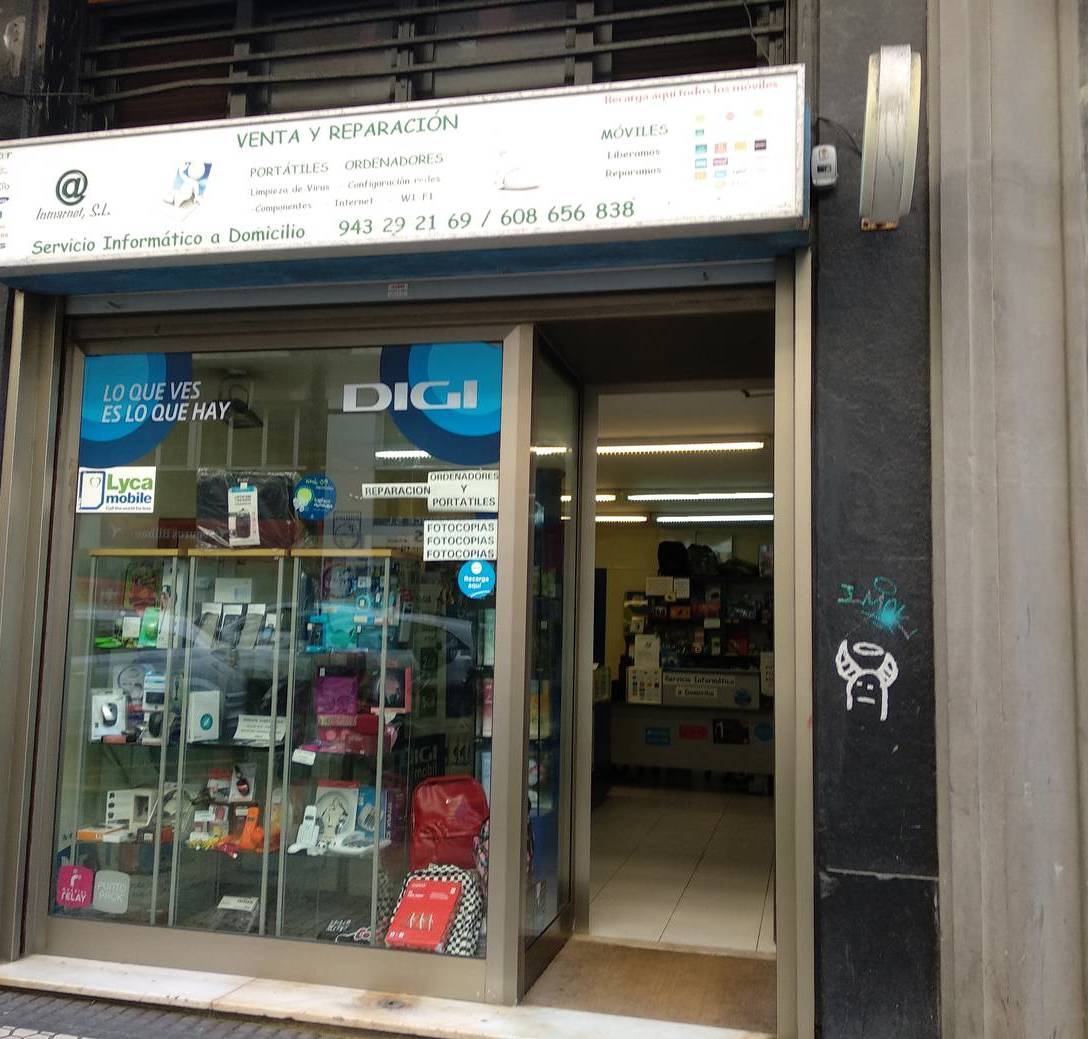 Recarga aquí todos los móviles
VENTA Y REPARACIÓN
MÓVILES
Liberamos
Reparamos
PORTÁTILES ORDENADORES
-Limpieza de Virus - Configuración redes
-Componentes - Internet - WI-FI
@
Inmarnet, S.L.
Servicio Informático a Domicilio
943 29 21 69 / 608 656 838
LO QUE VES
ES LO QUE HAY
DIGI
Lyca
mobile
REPARACION
ORDENADORES
Y
PORTATILES
FOTOCOPIAS
FOTOCOPIAS
FOTOCOPIAS
Recarga
aquí
Servicio Informático
a Domicilio
DIGI
mobil
RELAY
PUNTO
PACK